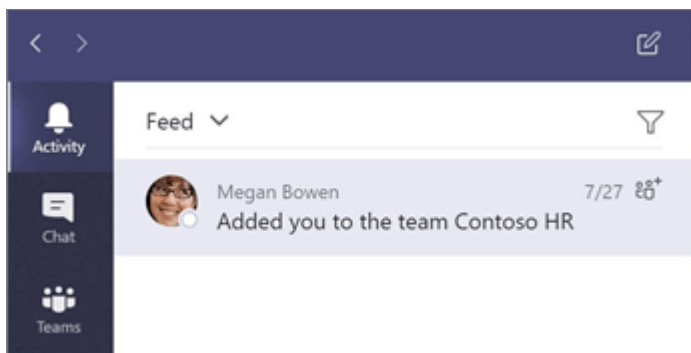 Activity
Feed
Megan Bowen 7/27
Added you to the team Contoso HR
Chat
Teams